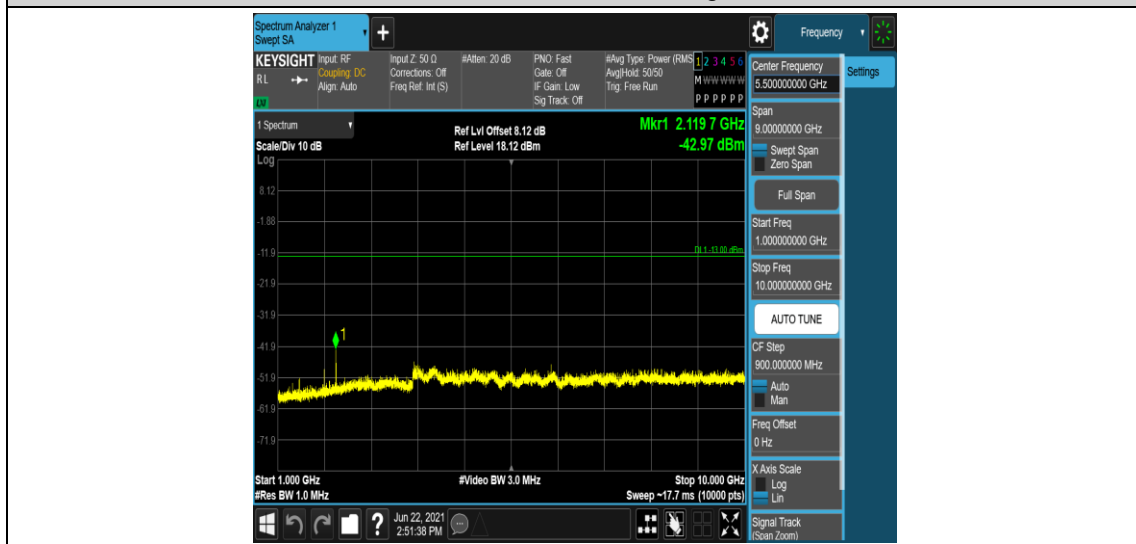 Spectrum Analyzer 1
Swept SA
+
Frequency
KEYSIGHT
RL
LXI
Input: RF
Coupling: DC
Align: Auto
Input Z: 50 Ω
Corrections: Off
Freq Ref: Int (S)
#Atten: 20 dB
PNO: Fast
Gate: Off
IF Gain: Low
Sig Track: Off
#Avg Type: Power (RMS
Avg|Hold: 50/50
Trig: Free Run
1 2 3 4 5 6
M W W W W W
P P P P P P
1 Spectrum
Scale/Div 10 dB
Log
Ref Lvl Offset 8.12 dB
Ref Level 18.12 dBm
Mkr1 2.119 7 GHz
-42.97 dBm
8.12
-1.88
-11.9
-21.9
-31.9
-41.9
-51.9
-61.9
-71.9
DL1 -13.00 dBm
1
Start 1.000 GHz
#Res BW 1.0 MHz
#Video BW 3.0 MHz
Stop 10.000 GHz
Sweep ~17.7 ms (10000 pts)
Center Frequency
5.500000000 GHz
Settings
Span
9.00000000 GHz
Swept Span
Zero Span
Full Span
Start Freq
1.000000000 GHz
Stop Freq
10.000000000 GHz
AUTO TUNE
CF Step
900.000000 MHz
Auto
Man
Freq Offset
0 Hz
X Axis Scale
Log
Lin
Signal Track
(Span Zoom)
?
Jun 22, 2021
2:51:38 PM